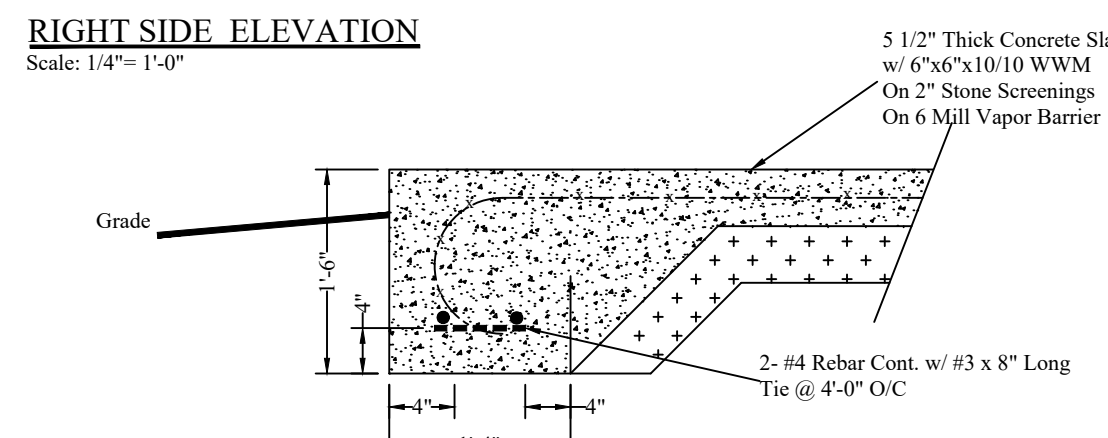 RIGHT SIDE ELEVATION
Scale: 1/4"= 1'-0"
5 1/2" Thick Concrete Sla
w/ 6"x6"x10/10 WWM
On 2" Stone Screenings
On 6 Mill Vapor Barrier
Grade
1'-6"
4"
2- #4 Rebar Cont. w/ #3 x 8" Long
Tie @ 4'-0" O/C
4"
4"